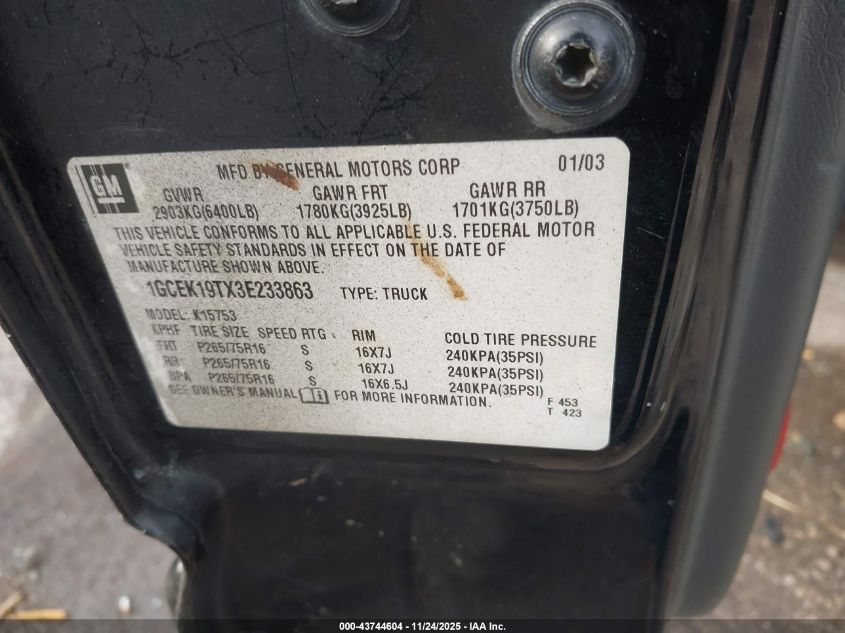 GM
MFD BY GENERAL MOTORS CORP 01/03
GVWR GAWR FRT GAWR RR
2903KG(6400LB) 1780KG(3925LB) 1701KG(3750LB)
THIS VEHICLE CONFORMS TO ALL APPLICABLE U.S. FEDERAL MOTOR
VEHICLE SAFETY STANDARDS IN EFFECT ON THE DATE OF
MANUFACTURE SHOWN ABOVE.
1GCEK19TX3E233863 TYPE: TRUCK
MODEL: K15753
KPHF TIRE SIZE SPEED RTG RIM COLD TIRE PRESSURE
FRT P265/75R16 S 16X7J 240KPA(35PSI)
RR P265/75R16 S 16X7J 240KPA(35PSI)
SPA P265/75R16 S 16X6.5J 240KPA(35PSI)
SEE OWNER'S MANUAL FOR MORE INFORMATION.
F 453
T 423
000-43744604 | 11/24/2025 - IAA Inc.